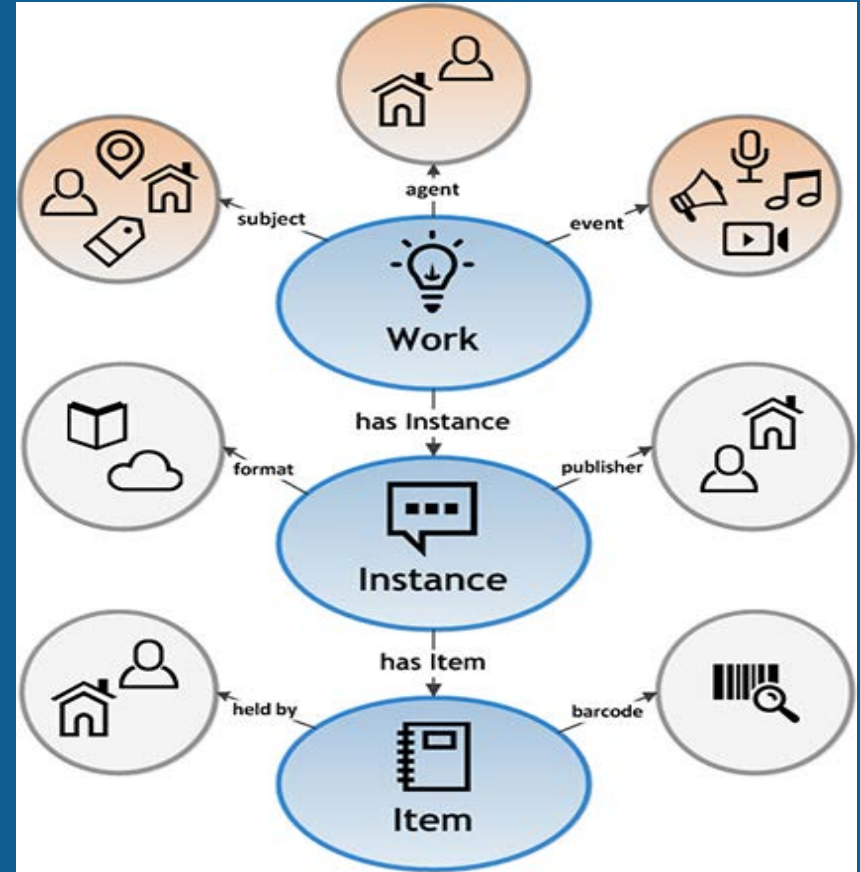 agent
subject
event
Work
has Instance
format
publisher
Instance
has Item
held by
barcode
Item